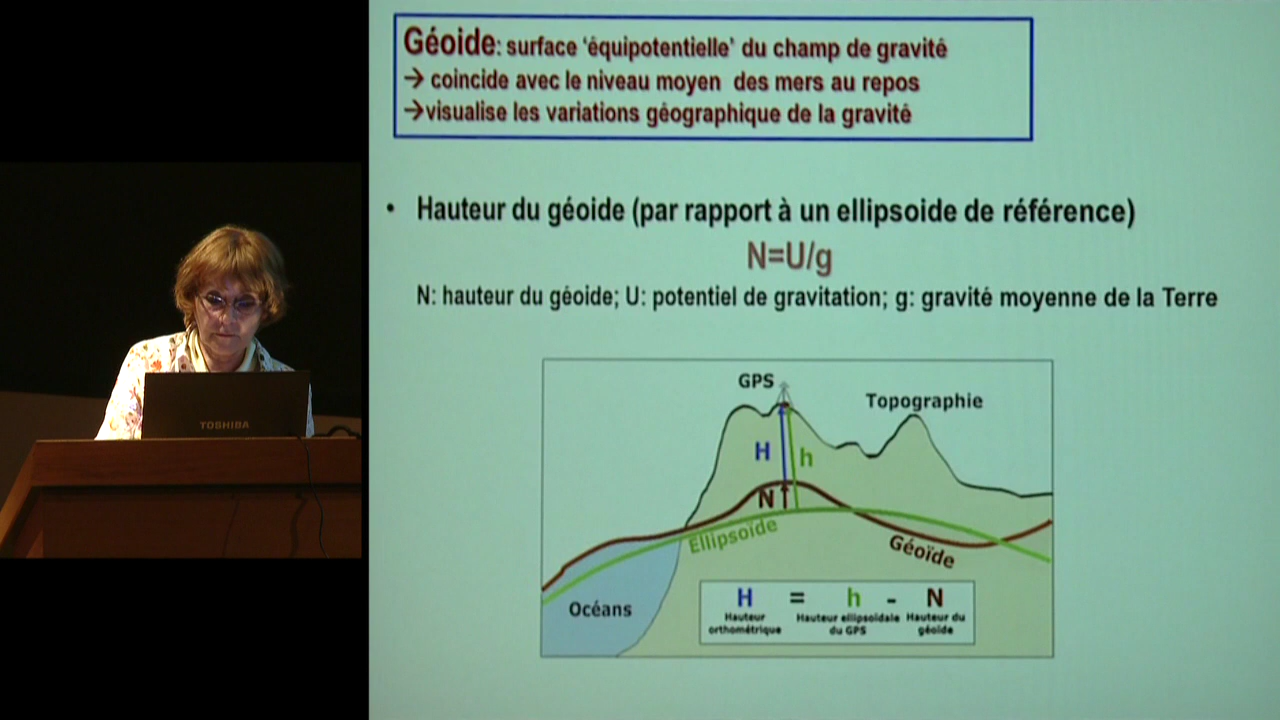 Géoide: surface ‘équipotentielle’ du champ de gravité
→ coincide avec le niveau moyen des mers au repos
→visualise les variations géographique de la gravité
• Hauteur du géoide (par rapport à un ellipsoide de référence)
N=U/g
N: hauteur du géoide; U: potentiel de gravitation; g: gravité moyenne de la Terre
GPS
Topographie
H
h
N
Ellipsoïde
Géoïde
Océans
H = h - N
Hauteur orthométrique
Hauteur ellipsoïdale du GPS
Hauteur du géoïde
TOSHIBA